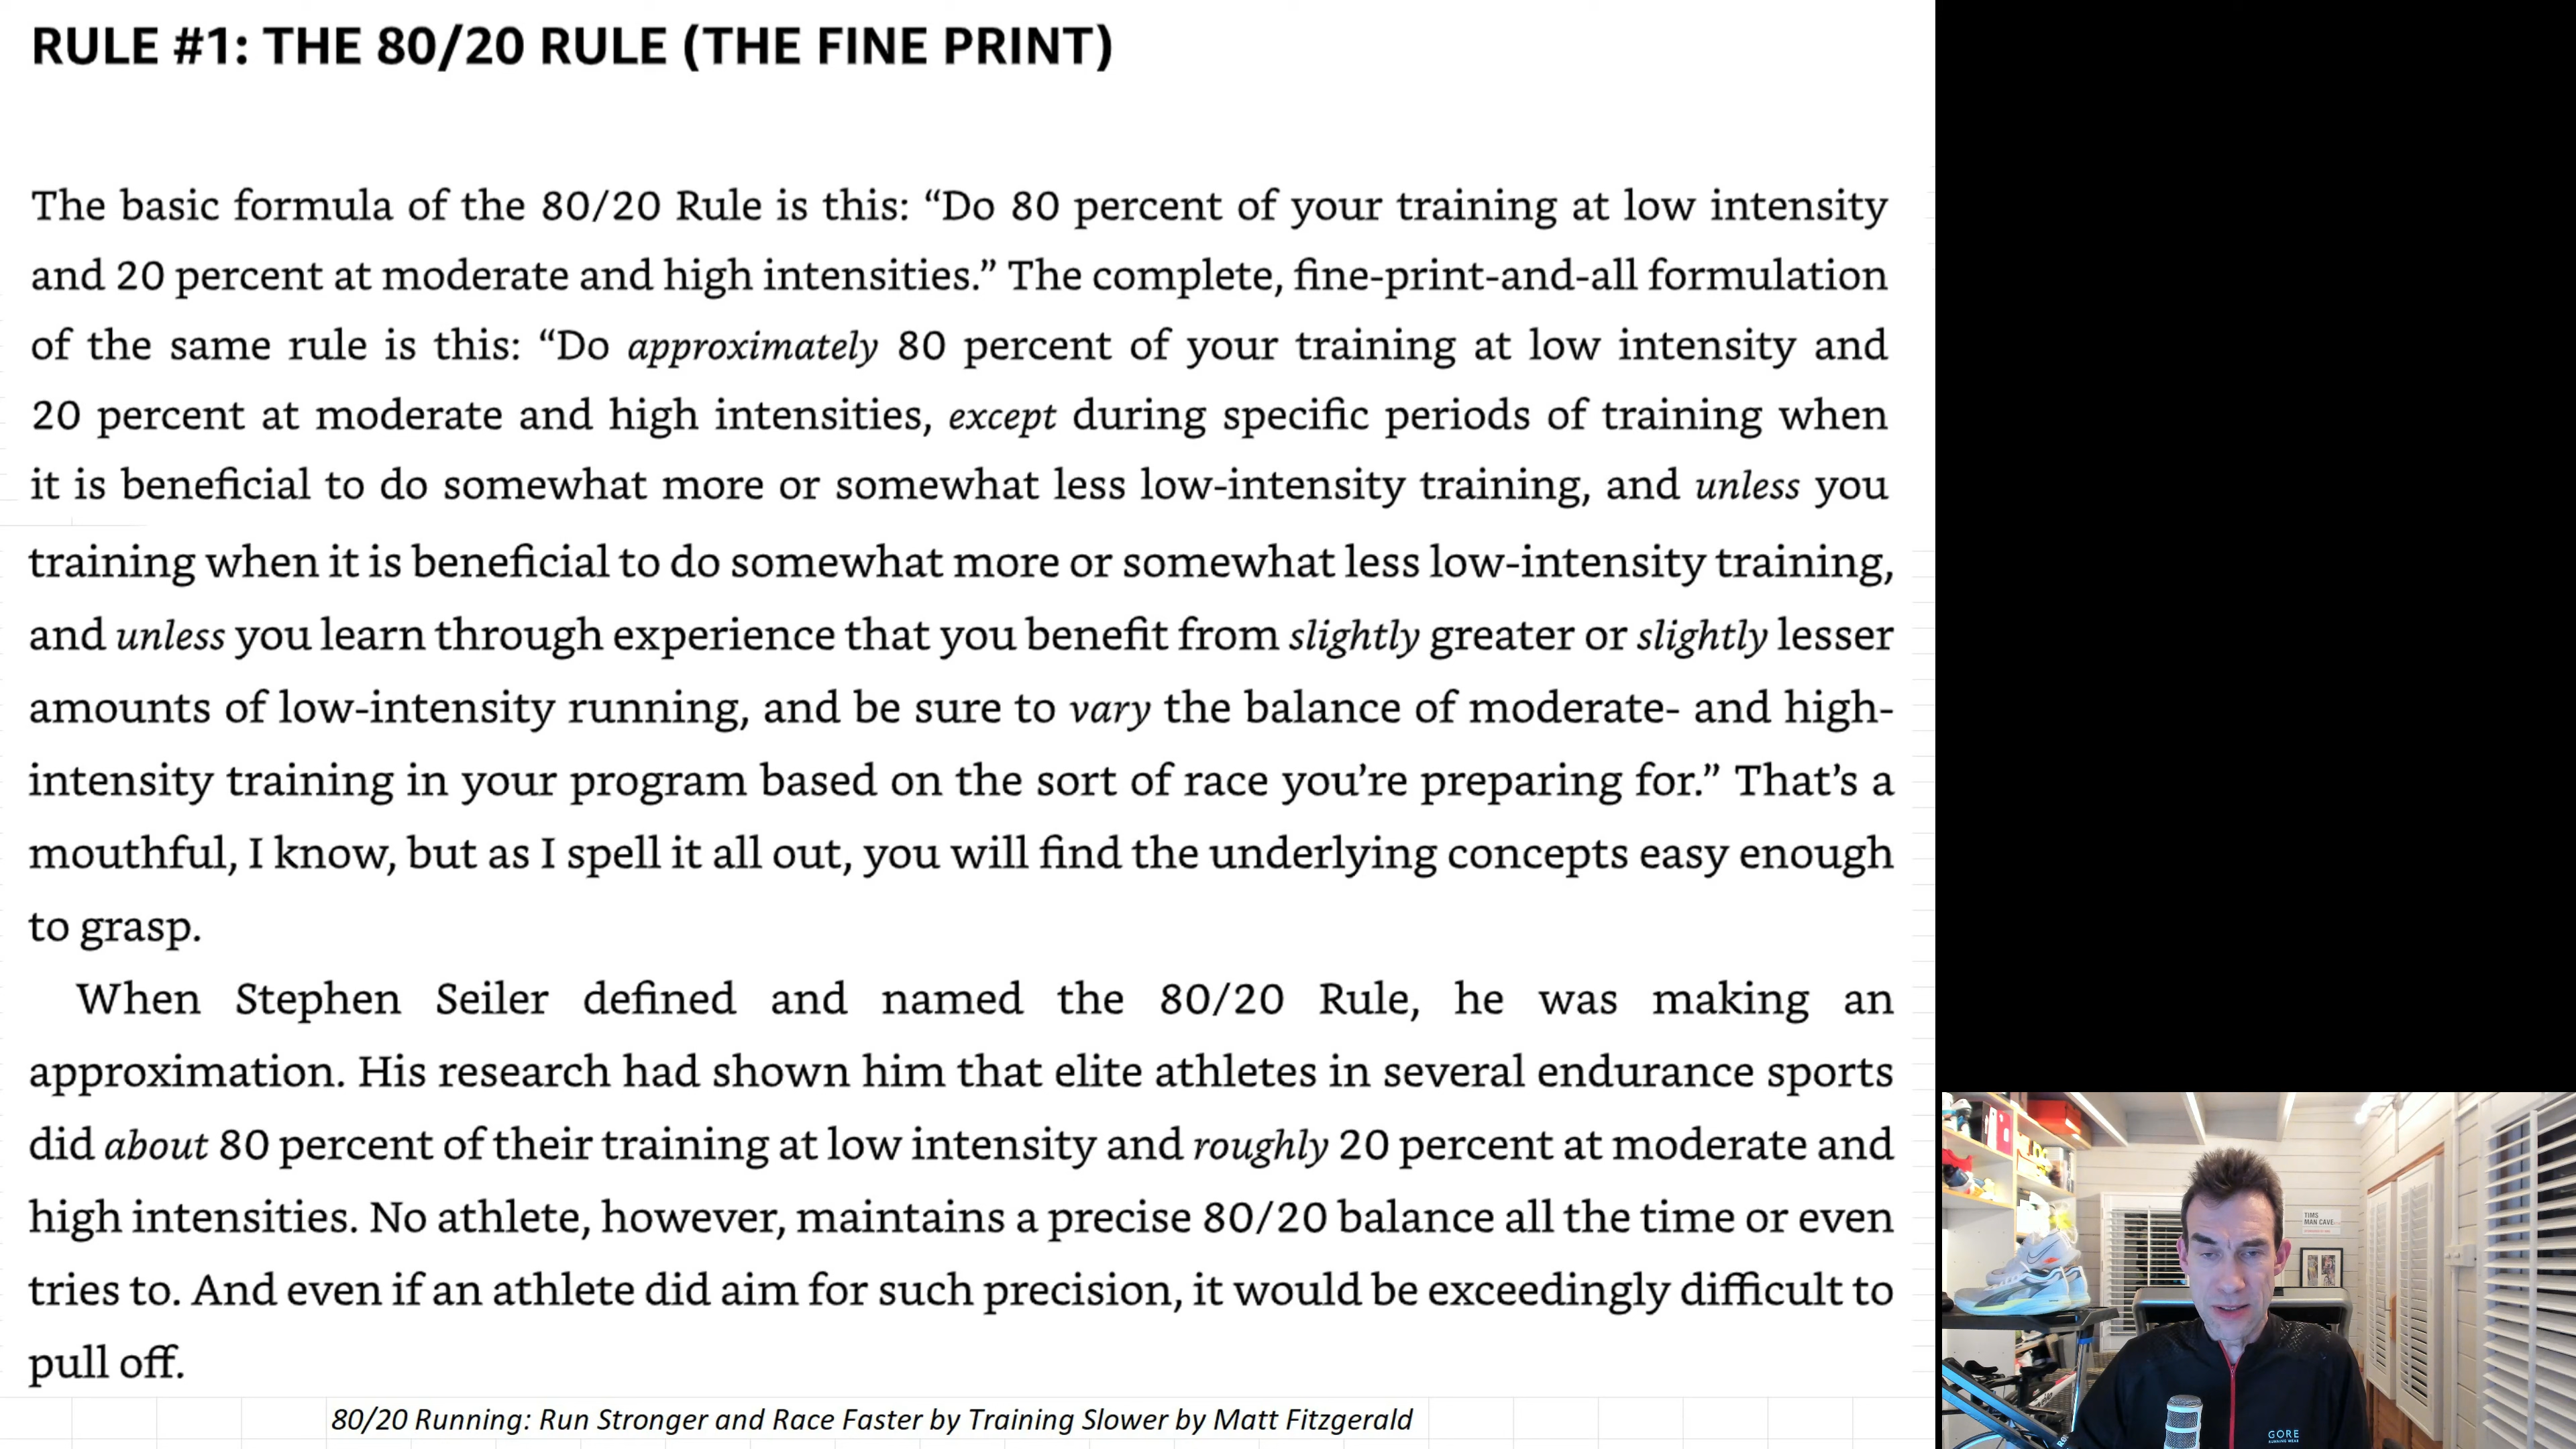 RULE #1: THE 80/20 RULE (THE FINE PRINT)
The basic formula of the 80/20 Rule is this: “Do 80 percent of your training at low intensity
and 20 percent at moderate and high intensities.” The complete, fine-print-and-all formulation
of the same rule is this: “Do approximately 80 percent of your training at low intensity and
20 percent at moderate and high intensities, except during specific periods of training when
it is beneficial to do somewhat more or somewhat less low-intensity training, and unless you
training when it is beneficial to do somewhat more or somewhat less low-intensity training,
and unless you learn through experience that you benefit from slightly greater or slightly lesser
amounts of low-intensity running, and be sure to vary the balance of moderate- and high-
intensity training in your program based on the sort of race you’re preparing for.” That’s a
mouthful, I know, but as I spell it all out, you will find the underlying concepts easy enough
to grasp.
When Stephen Seiler defined and named the 80/20 Rule, he was making an
approximation. His research had shown him that elite athletes in several endurance sports
did about 80 percent of their training at low intensity and roughly 20 percent at moderate and
high intensities. No athlete, however, maintains a precise 80/20 balance all the time or even
tries to. And even if an athlete did aim for such precision, it would be exceedingly difficult to
pull off.
80/20 Running: Run Stronger and Race Faster by Training Slower by Matt Fitzgerald
TIMS
MAN CAVE
GORE